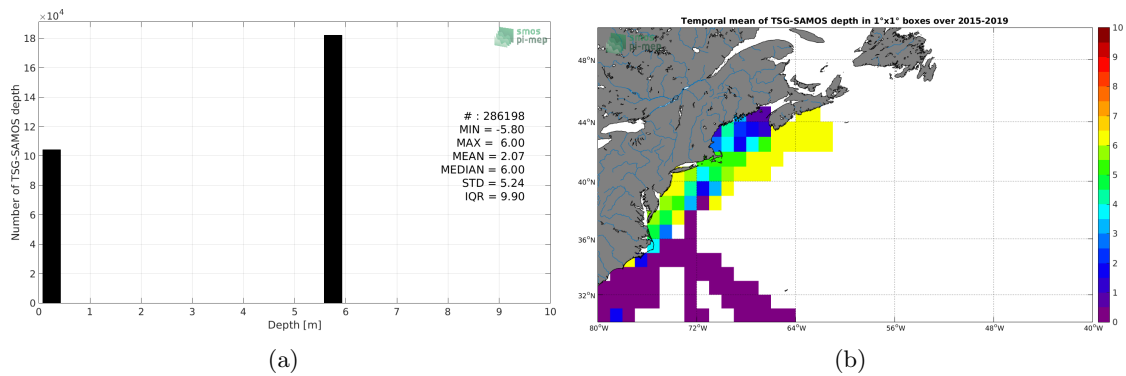 ×10⁴
18
16
14
12
10
8
6
4
2
0
Number of TSG-SAMOS depth
smos
pi-mep
# : 286198
MIN = -5.80
MAX = 6.00
MEAN = 2.07
MEDIAN = 6.00
STD = 5.24
IQR = 9.90
0 1 2 3 4 5 6 7 8 9 10
Depth [m]
(a)
Temporal mean of TSG-SAMOS depth in 1°x1° boxes over 2015-2019
pi-mep
48°N
44°N
40°N
36°N
32°N
80°W 72°W 64°W 56°W 48°W 40°W
10
9
8
7
6
5
4
3
2
1
0
(b)